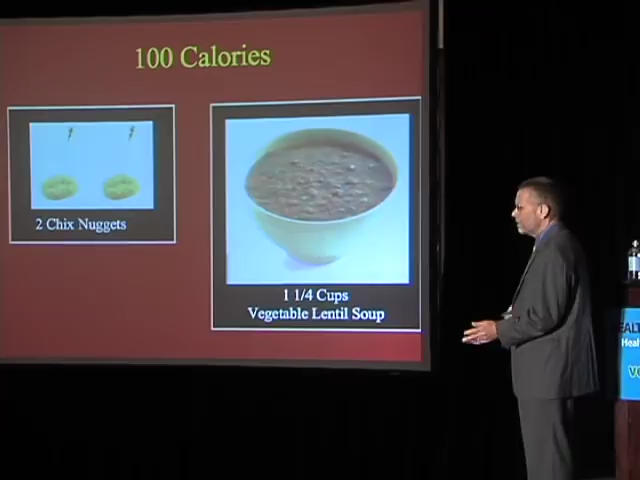 100 Calories
2 Chix Nuggets
1 1/4 Cups
Vegetable Lentil Soup